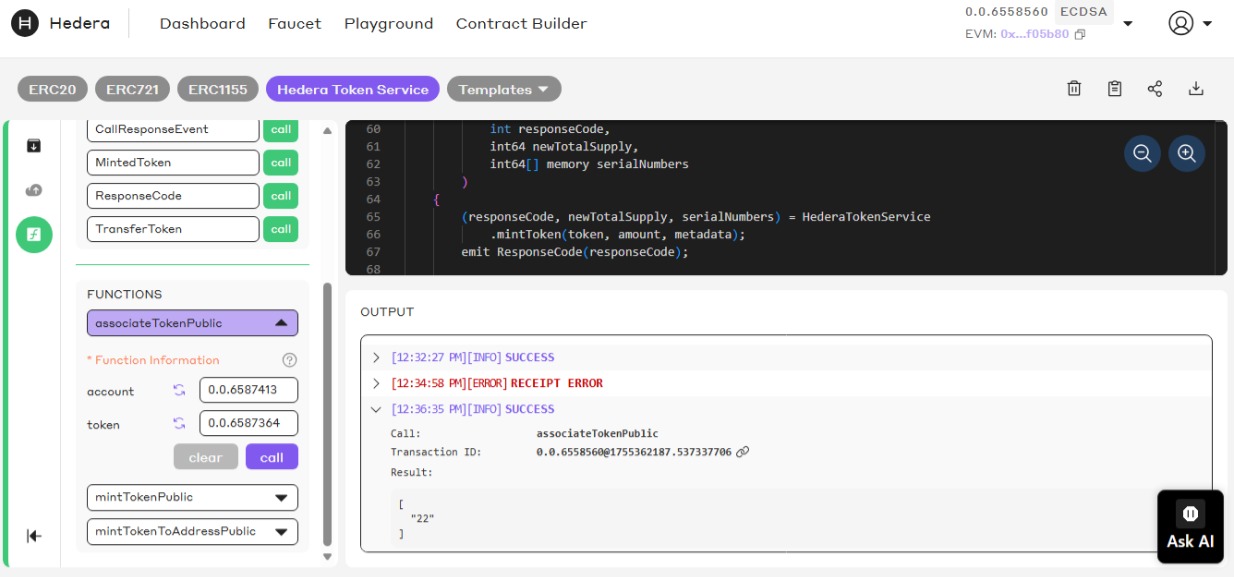 Hedera Dashboard Faucet Playground Contract Builder
0.0.6558560 ECDSA
EVM: 0x...f05b80
ERC20 ERC721 ERC1155 Hedera Token Service Templates
CallResponseEvent call
MintedToken call
ResponseCode call
TransferToken call
FUNCTIONS
associateTokenPublic
* Function Information
account 0.0.6587413
token 0.0.6587364
clear call
mintTokenPublic
mintTokenToAddressPublic
60 int responseCode,
61 int64 newTotalSupply,
62 int64[] memory serialNumbers
63 )
64 {
65 (responseCode, newTotalSupply, serialNumbers) = HederaTokenService
66 .mintToken(token, amount, metadata);
67 emit ResponseCode(responseCode);
68
OUTPUT
[12:32:27 PM][INFO] SUCCESS
[12:34:58 PM][ERROR] RECEIPT ERROR
[12:36:35 PM][INFO] SUCCESS
Call: associateTokenPublic
Transaction ID: 0.0.6558560@1755362187.537337706
Result:
[
"22"
]
Ask AI